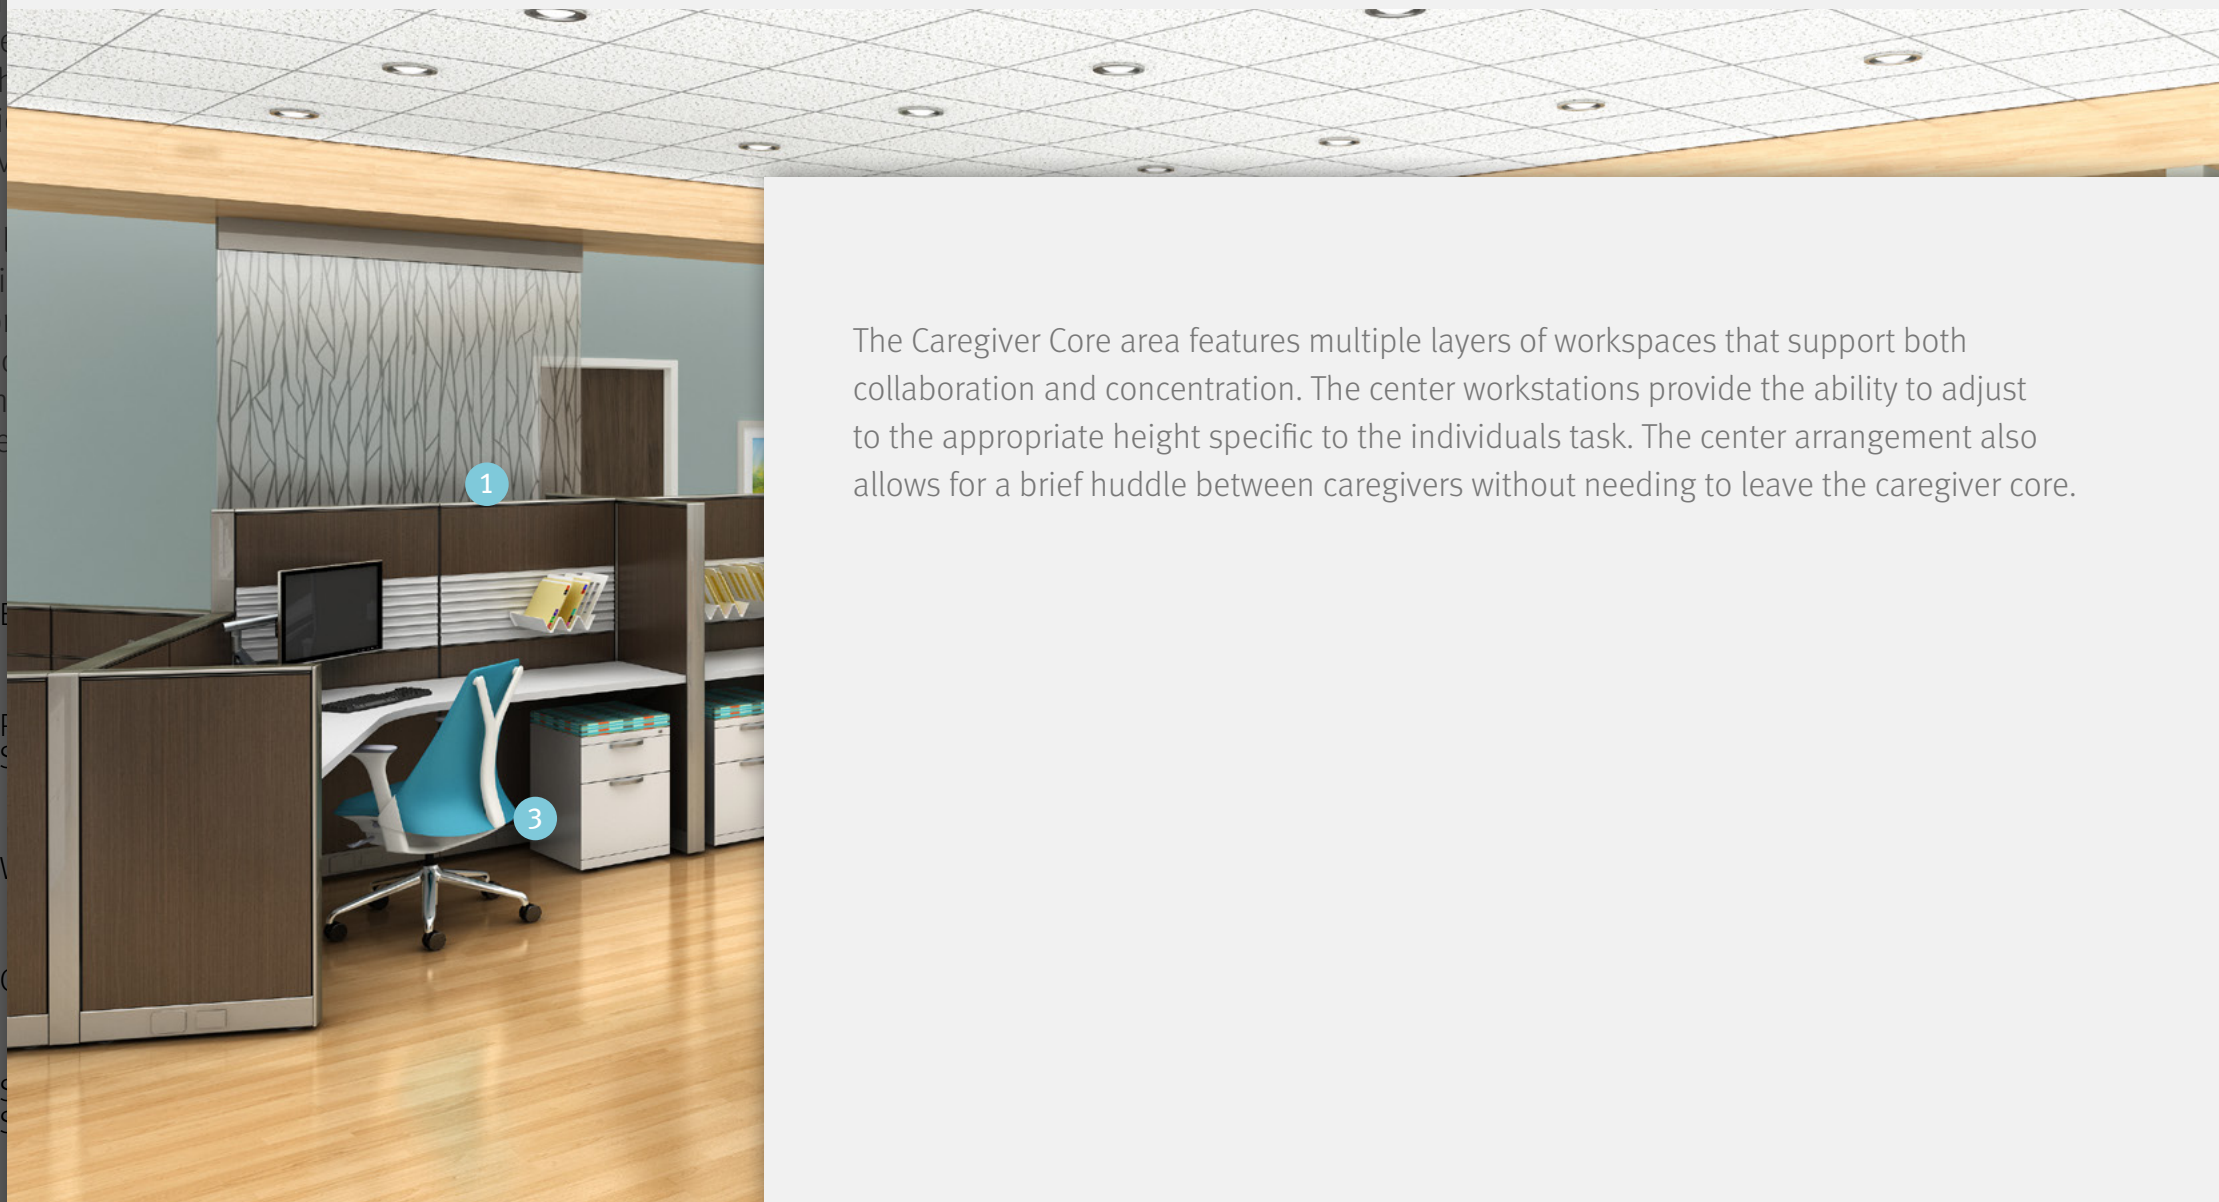 The Caregiver Core area features multiple layers of workspaces that support both
collaboration and concentration. The center workstations provide the ability to adjust
to the appropriate height specific to the individuals task. The center arrangement also
allows for a brief huddle between caregivers without needing to leave the caregiver core.
1
3